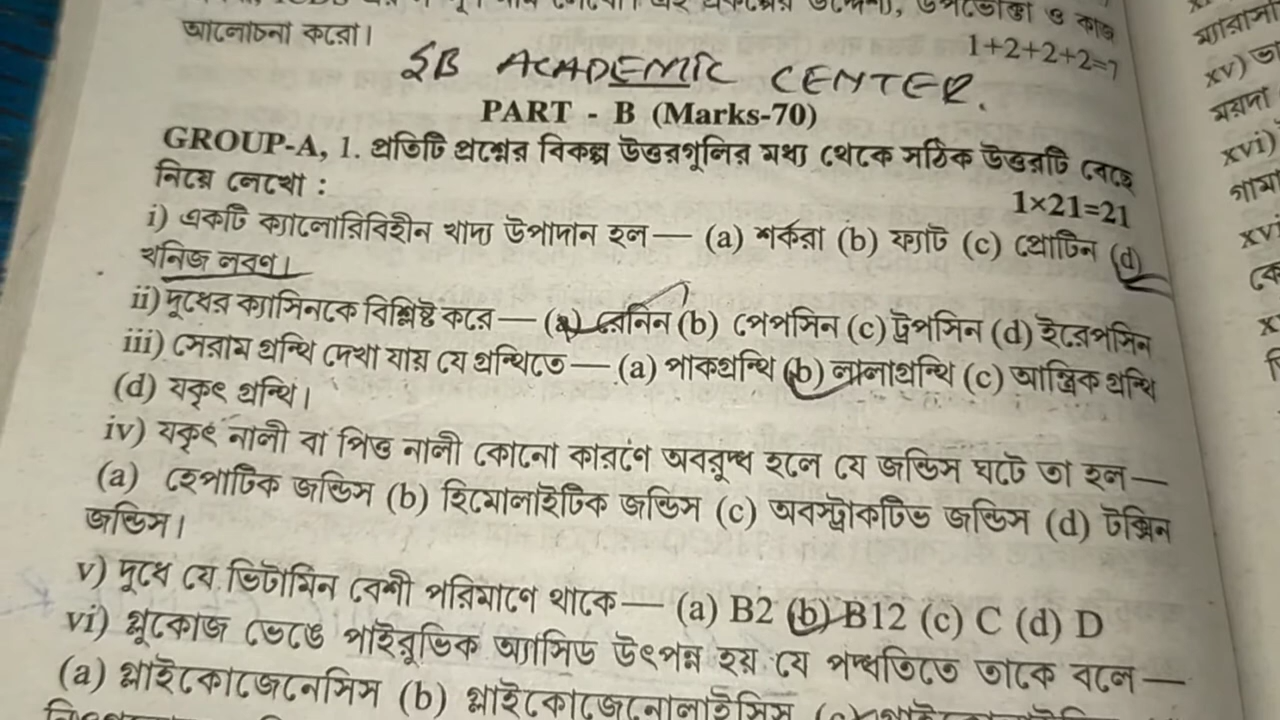 আলোচনা করো।
1+2+2+2=7
SB ACADEMIC CENTER.
PART - B (Marks-70)
GROUP-A, 1. প্রতিটি প্রশ্নের বিকল্প উত্তরগুলির মধ্য থেকে সঠিক উত্তরটি বেছে
নিয়ে লেখো :
1×21=21
i) একটি ক্যালোরিবিহীন খাদ্য উপাদান হল— (a) শর্করা (b) ফ্যাট (c) প্রোটিন (d)
খনিজ লবণ।
ii) দুধের ক্যাসিনকে বিশ্লিষ্ট করে— (a) রেনিন (b) পেপসিন (c) ট্রিপসিন (d) ইরেপসিন
iii) সেরাম গ্রন্থি দেখা যায় যে গ্রন্থিতে— (a) পাকগ্রন্থি (b) লালাগ্রন্থি (c) আন্ত্রিক গ্রন্থি
(d) যকৃৎ গ্রন্থি।
iv) যকৃৎ নালী বা পিত্ত নালী কোনো কারণে অবরুদ্ধ হলে যে জন্ডিস ঘটে তা হল—
(a) হেপাটিক জন্ডিস (b) হিমোলাইটিক জন্ডিস (c) অবস্ট্রাকটিভ জন্ডিস (d) টক্সিন
জন্ডিস।
v) দুধে যে ভিটামিন বেশী পরিমাণে থাকে— (a) B2 (b) B12 (c) C (d) D
vi) গ্লুকোজ ভেঙে পাইরুভিক অ্যাসিড উৎপন্ন হয় যে পদ্ধতিতে তাকে বলে—
(a) গ্লাইকোজেনেসিস (b) গ্লাইকোজেনোলাইসিস
xv)
ময়দা
xvi)